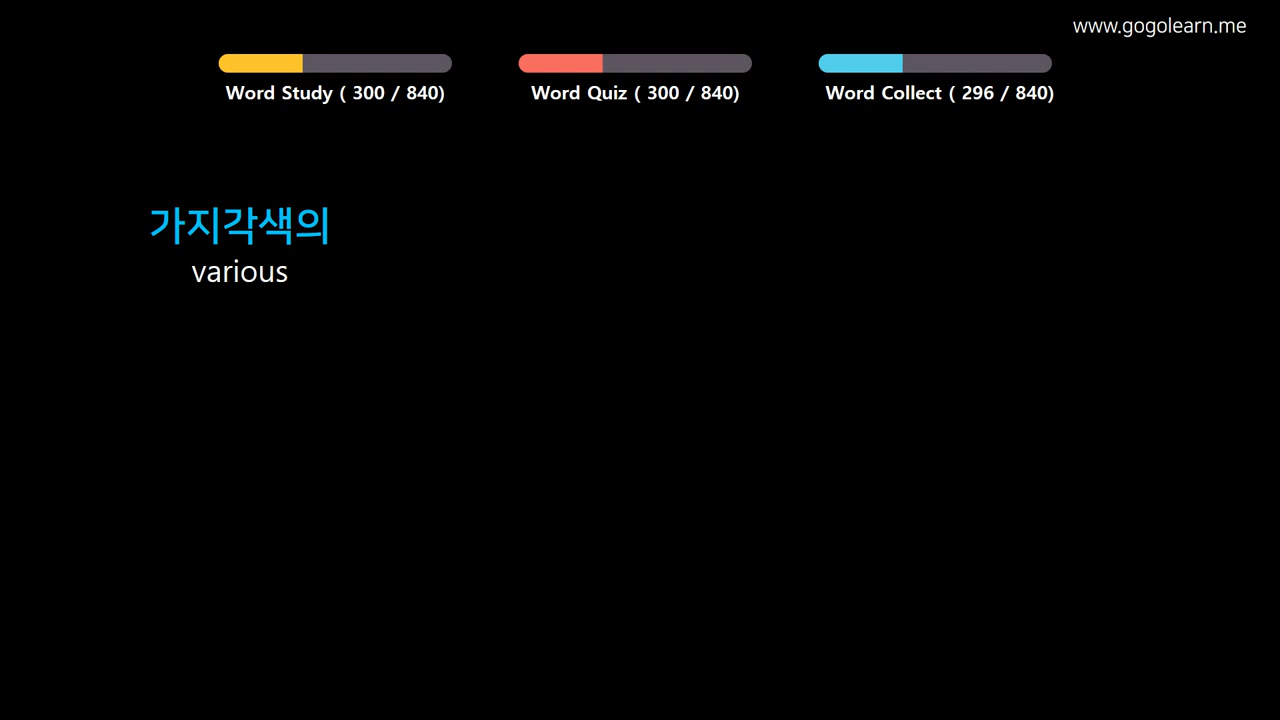 www.gogolearn.me
Word Study ( 300 / 840)
Word Quiz ( 300 / 840)
Word Collect ( 296 / 840)
가지각색의
various